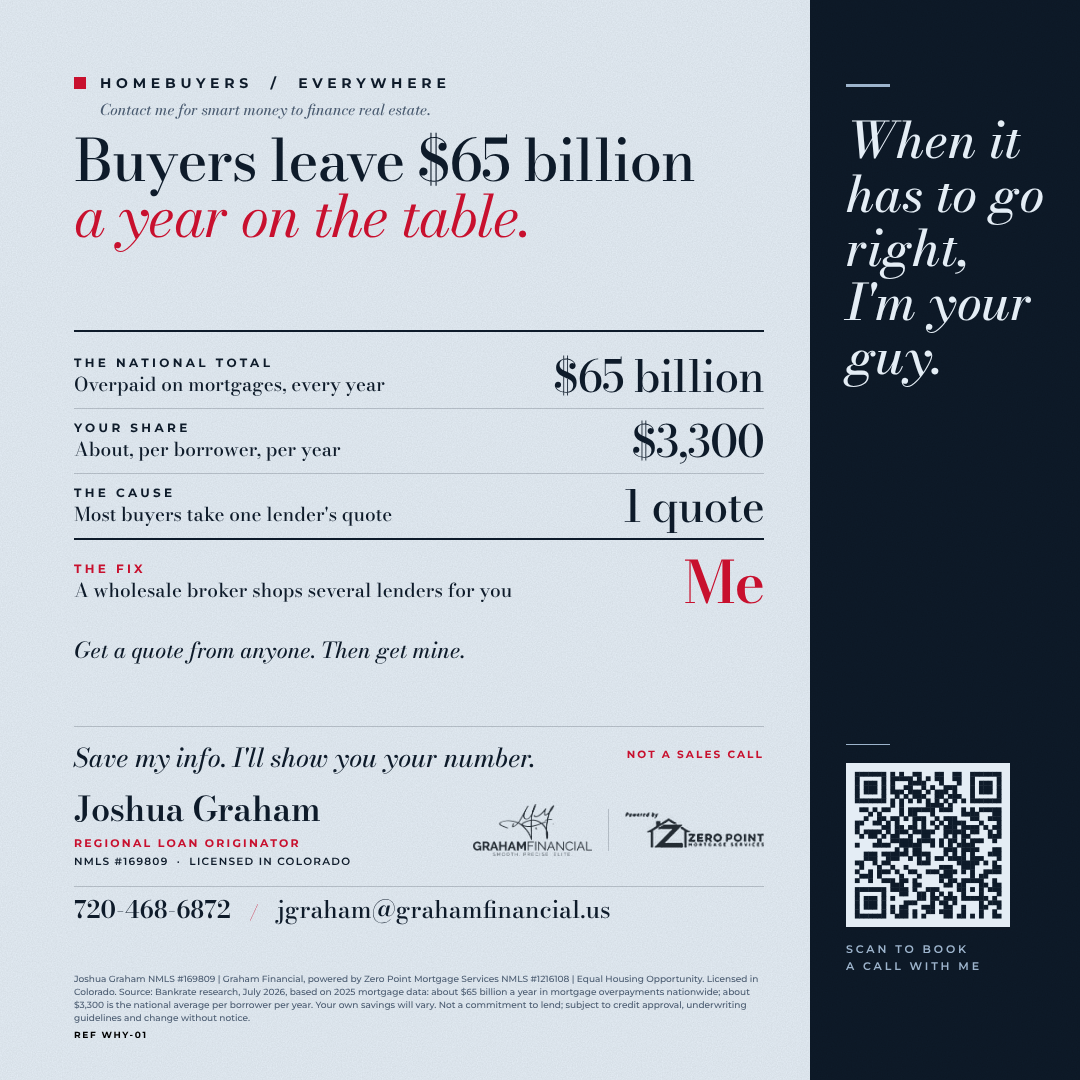 HOMEBUYERS / EVERYWHERE
Contact me for smart money to finance real estate.
Buyers leave $65 billion
a year on the table.
THE NATIONAL TOTAL
Overpaid on mortgages, every year
$65 billion
YOUR SHARE
About, per borrower, per year
$3,300
THE CAUSE
Most buyers take one lender's quote
1 quote
THE FIX
A wholesale broker shops several lenders for you
Me
Get a quote from anyone. Then get mine.
Save my info. I'll show you your number.
NOT A SALES CALL
Joshua Graham
REGIONAL LOAN ORIGINATOR
NMLS #169809 · LICENSED IN COLORADO
GRAHAMFINANCIAL
SMOOTH. PRECISE. ELITE.
Powered by
ZERO POINT
MORTGAGE SERVICES
720-468-6872 / jgraham@grahamfinancial.us
Joshua Graham NMLS #169809 | Graham Financial, powered by Zero Point Mortgage Services NMLS #1216108 | Equal Housing Opportunity. Licensed in
Colorado. Source: Bankrate research, July 2026, based on 2025 mortgage data: about $65 billion a year in mortgage overpayments nationwide; about
$3,300 is the national average per borrower per year. Your own savings will vary. Not a commitment to lend; subject to credit approval, underwriting
guidelines and change without notice.
REF WHY-01
When it
has to go
right,
I'm your
guy.
SCAN TO BOOK
A CALL WITH ME